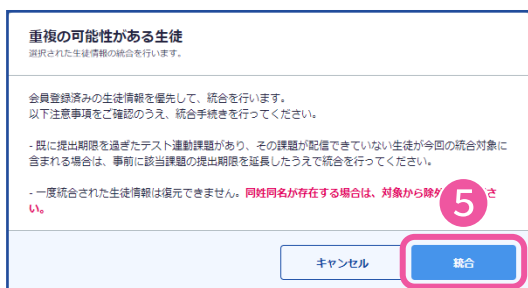 重複の可能性がある生徒
選択された生徒情報の統合を行います。
会員登録済みの生徒情報を優先して、統合を行います。
以下注意事項をご確認のうえ、統合手続きを行ってください。
- 既に提出期限を過ぎたテスト連動課題があり、その課題が配信できていない生徒が今回の統合対象に
含まれる場合は、事前に該当課題の提出期限を延長したうえで統合を行ってください。
- 一度統合された生徒情報は復元できません。同姓同名が存在する場合は、対象から除外 さ
い。
5
キャンセル
統合